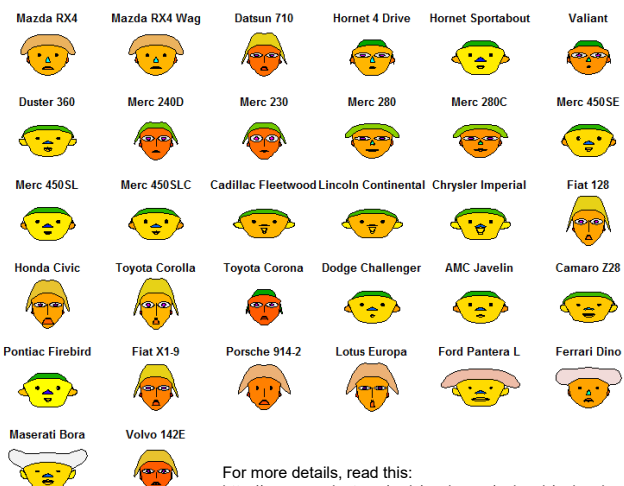 Mazda RX4 Mazda RX4 Wag Datsun 710 Hornet 4 Drive Hornet Sportabout Valiant
Duster 360 Merc 240D Merc 230 Merc 280 Merc 280C Merc 450SE
Merc 450SL Merc 450SLC Cadillac Fleetwood Lincoln Continental Chrysler Imperial Fiat 128
Honda Civic Toyota Corolla Toyota Corona Dodge Challenger AMC Javelin Camaro Z28
Pontiac Firebird Fiat X1-9 Porsche 914-2 Lotus Europa Ford Pantera L Ferrari Dino
Maserati Bora Volvo 142E
For more details, read this: